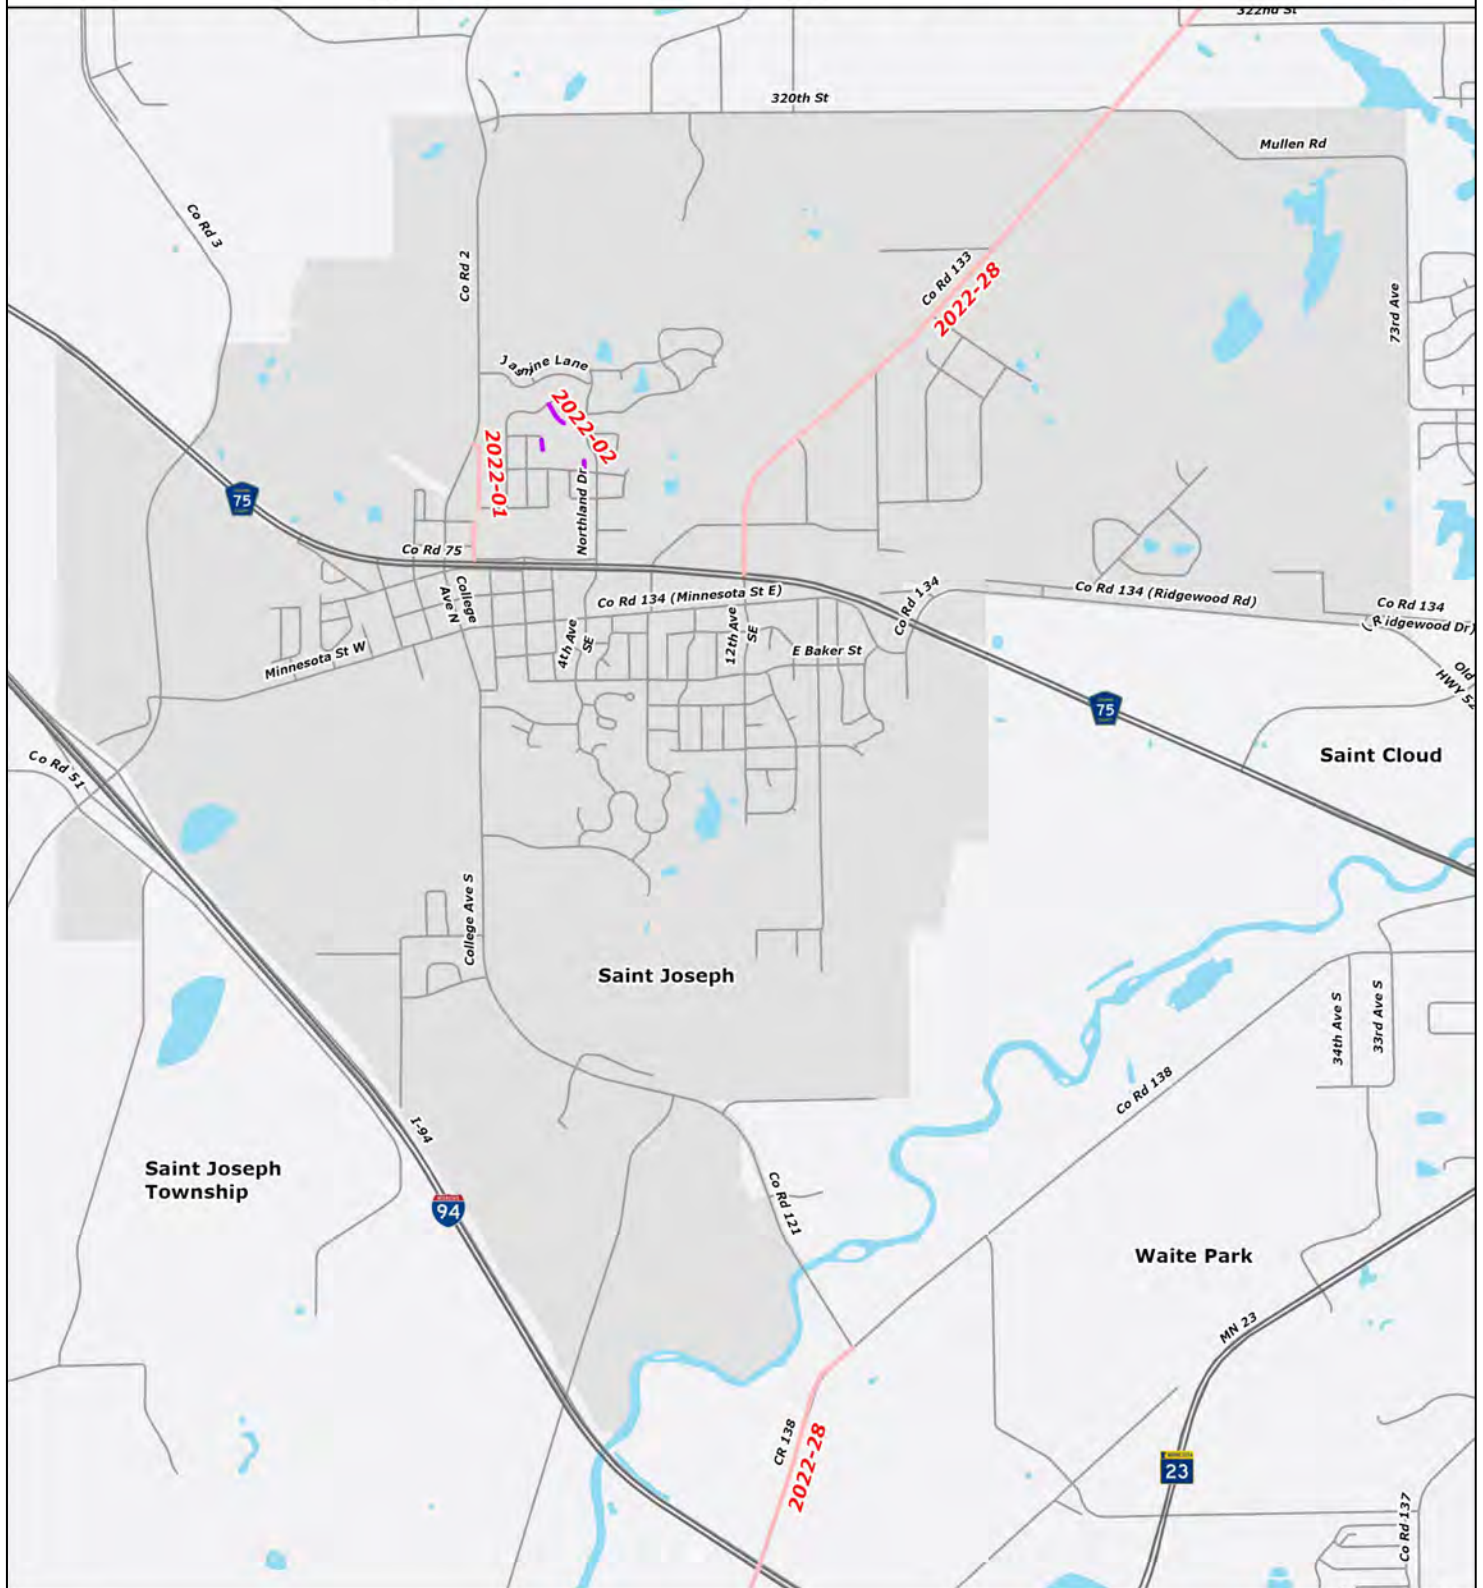 322nd St
320th St
Mullen Rd
Co Rd 3
Co Rd 2
Co Rd 133
2022-28
73rd Ave
Jasmine Lane
2022-02
2022-01
Northland Dr
75
Co Rd 75
College
Ave N
Co Rd 134 (Minnesota St E)
Co Rd 134
Co Rd 134 (Ridgewood Rd)
Co Rd 134
(Ridgewood Dr)
Old
HWY 52
4th Ave
SE
12th Ave
SE
E Baker St
Minnesota St W
75
Saint Cloud
Co Rd 51
College Ave S
Saint Joseph
34th Ave S
33rd Ave S
Co Rd 138
I-94
Saint Joseph
Township
94
Co Rd 121
Waite Park
MN 23
CR 138
2022-28
23
Co Rd 137